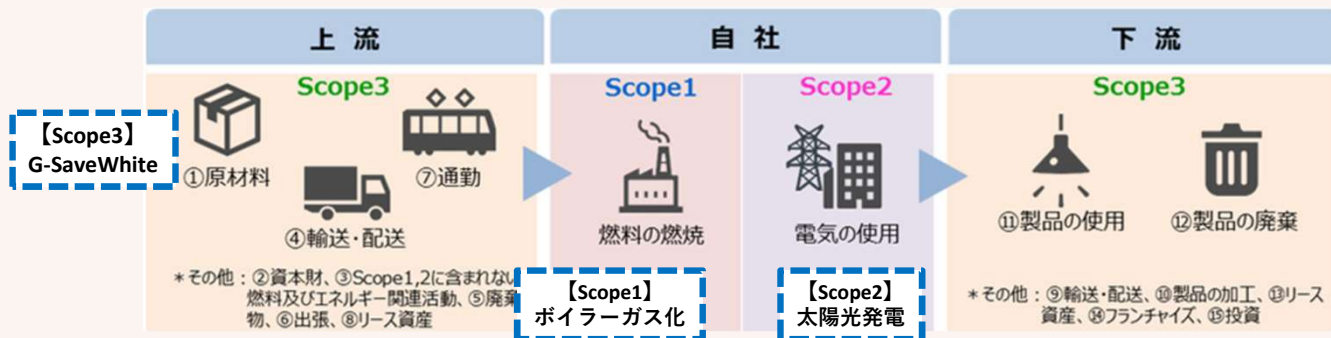 上 流
Scope3
【Scope3】
G-SaveWhite
①原材料
⑦通勤
④輸送・配送
＊その他：②資本財、③Scope1,2に含まれない
燃料及びエネルギー関連活動、⑤廃棄
物、⑥出張、⑧リース資産
自 社
Scope1
燃料の燃焼
【Scope1】
ボイラーガス化
Scope2
電気の使用
【Scope2】
太陽光発電
下 流
Scope3
⑪製品の使用
⑫製品の廃棄
＊その他：⑨輸送・配送、⑩製品の加工、⑬リース
資産、⑭フランチャイズ、⑮投資